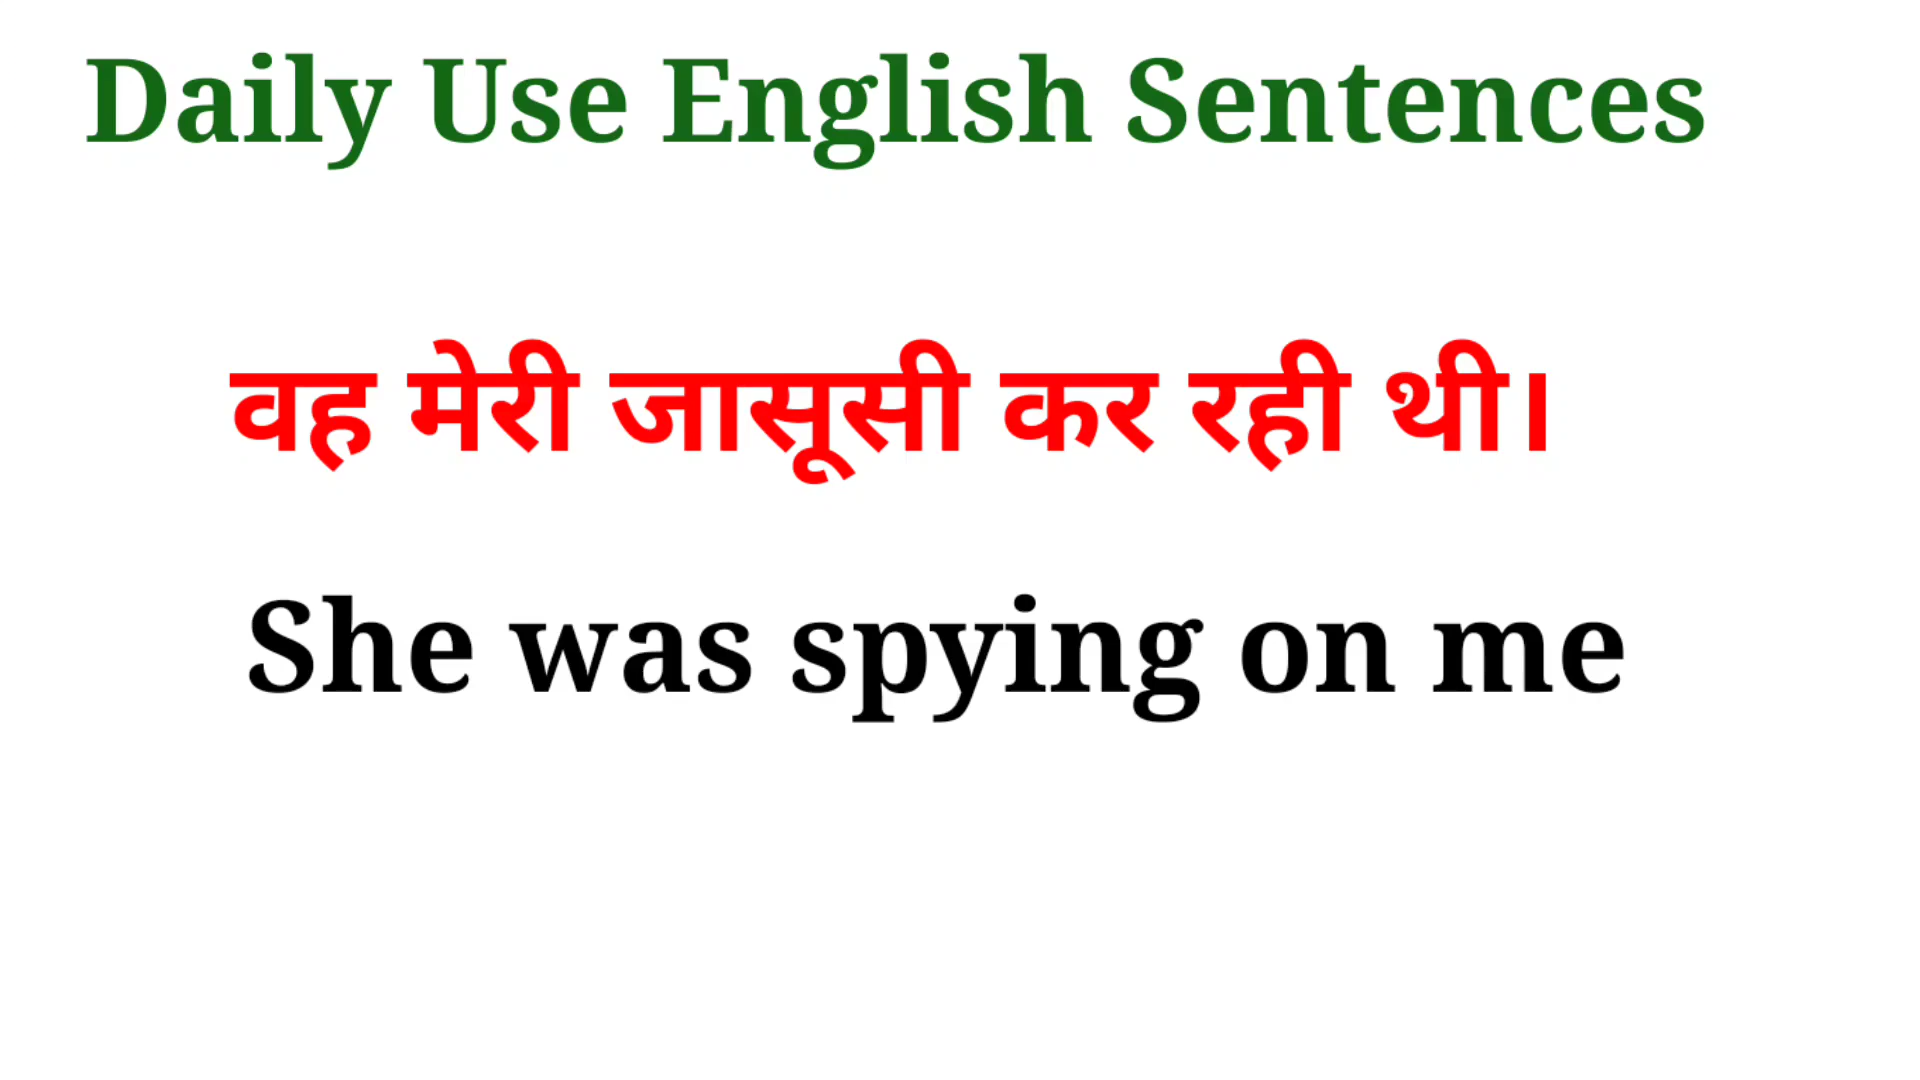 Daily Use English Sentences
वह मेरी जासूसी कर रही थी।
She was spying on me